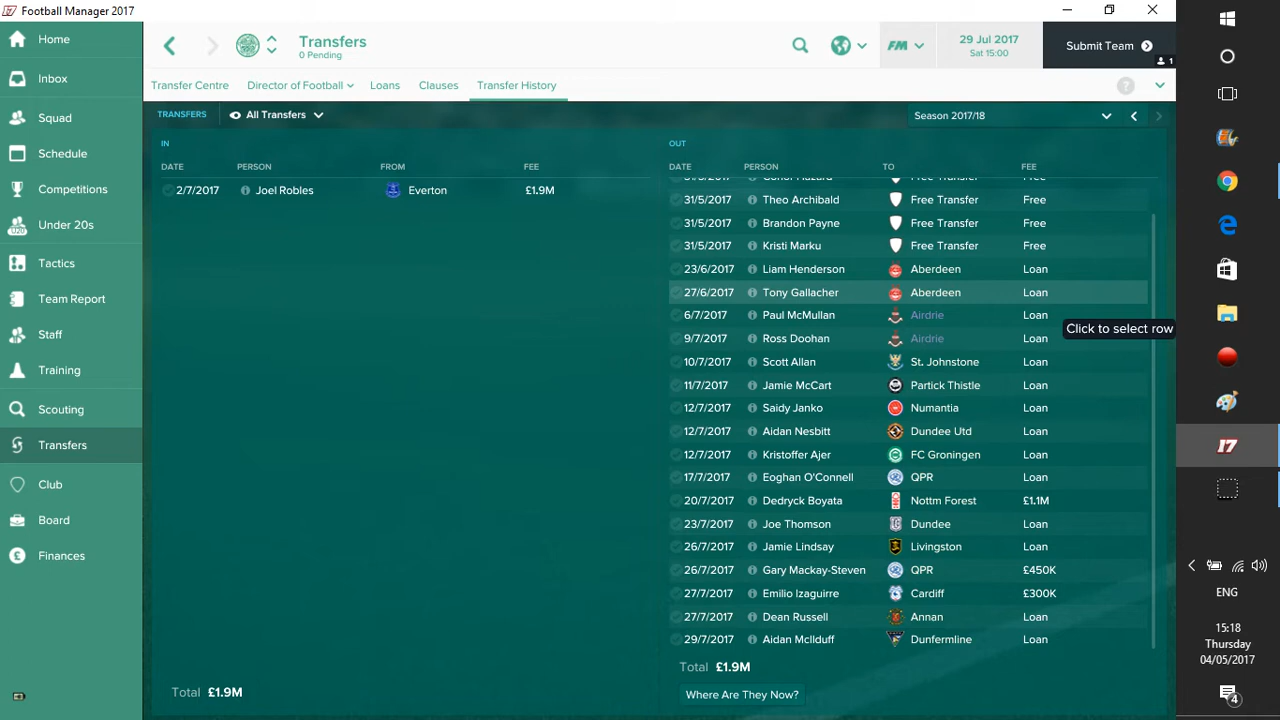 Football Manager 2017
Home
Inbox
Squad
Schedule
Competitions
Under 20s
Tactics
Team Report
Staff
Training
Scouting
Transfers
Club
Board
Finances
Transfers
0 Pending
FM
29 Jul 2017
Sat 15:00
Submit Team
1
Transfer Centre Director of Football Loans Clauses Transfer History
?
TRANSFERS All Transfers
Season 2017/18
IN
DATE PERSON FROM FEE
2/7/2017 Joel Robles Everton £1.9M
Total £1.9M
OUT
DATE PERSON TO FEE
31/5/2017 Conor Hazard Free Transfer Free
31/5/2017 Theo Archibald Free Transfer Free
31/5/2017 Brandon Payne Free Transfer Free
31/5/2017 Kristi Marku Free Transfer Free
23/6/2017 Liam Henderson Aberdeen Loan
27/6/2017 Tony Gallacher Aberdeen Loan
6/7/2017 Paul McMullan Airdrie Loan
Click to select row
9/7/2017 Ross Doohan Airdrie Loan
10/7/2017 Scott Allan St. Johnstone Loan
11/7/2017 Jamie McCart Partick Thistle Loan
12/7/2017 Saidy Janko Numantia Loan
12/7/2017 Aidan Nesbitt Dundee Utd Loan
12/7/2017 Kristoffer Ajer FC Groningen Loan
17/7/2017 Eoghan O'Connell QPR Loan
20/7/2017 Dedryck Boyata Nottm Forest £1.1M
23/7/2017 Joe Thomson Dundee Loan
26/7/2017 Jamie Lindsay Livingston Loan
26/7/2017 Gary Mackay-Steven QPR £450K
27/7/2017 Emilio Izaguirre Cardiff £300K
27/7/2017 Dean Russell Annan Loan
29/7/2017 Aidan McIlduff Dunfermline Loan
Total £1.9M
Where Are They Now?
17
ENG
15:18
Thursday
04/05/2017
4